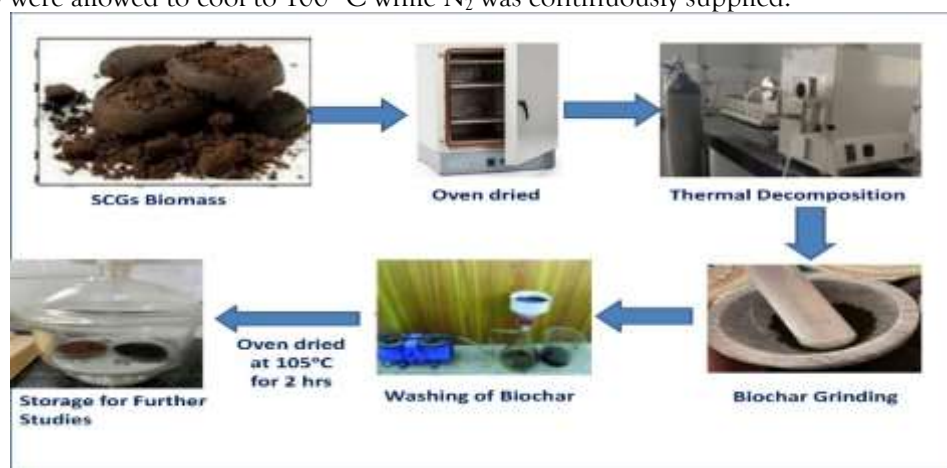 were allowed to cool to 100 °C while N₂ was continuously supplied.
SCGs Biomass
Oven dried
Thermal Decomposition
Oven dried
at 105°C
for 2 hrs
Storage for Further
Studies
Washing of Biochar
Biochar Grinding